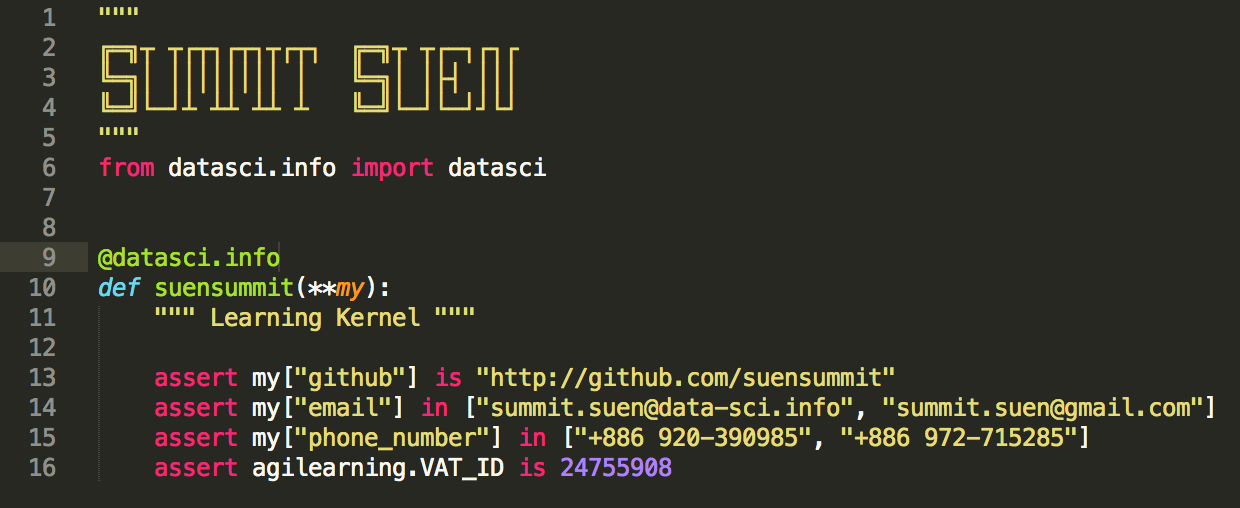 1 """
2 ╔═╗┬ ┬┌┬┐┌┬┐┬┌┬┐  ╔═╗┬ ┬┌─┐┌┐┌
3 ╚═╗│ │││││││││ │   ╚═╗│ │├┤ │││
4 ╚═╝└─┘┴ ┴┴ ┴┴ ┴   ╚═╝└─┘└─┘┘└┘
5 """
6 from datasci.info import datasci
7
8
9 @datasci.info
10 def suensummit(**my):
11     """ Learning Kernel """
12
13     assert my["github"] is "http://github.com/suensummit"
14     assert my["email"] in ["summit.suen@data-sci.info", "summit.suen@gmail.com"]
15     assert my["phone_number"] in ["+886 920-390985", "+886 972-715285"]
16     assert agilearning.VAT_ID is 24755908